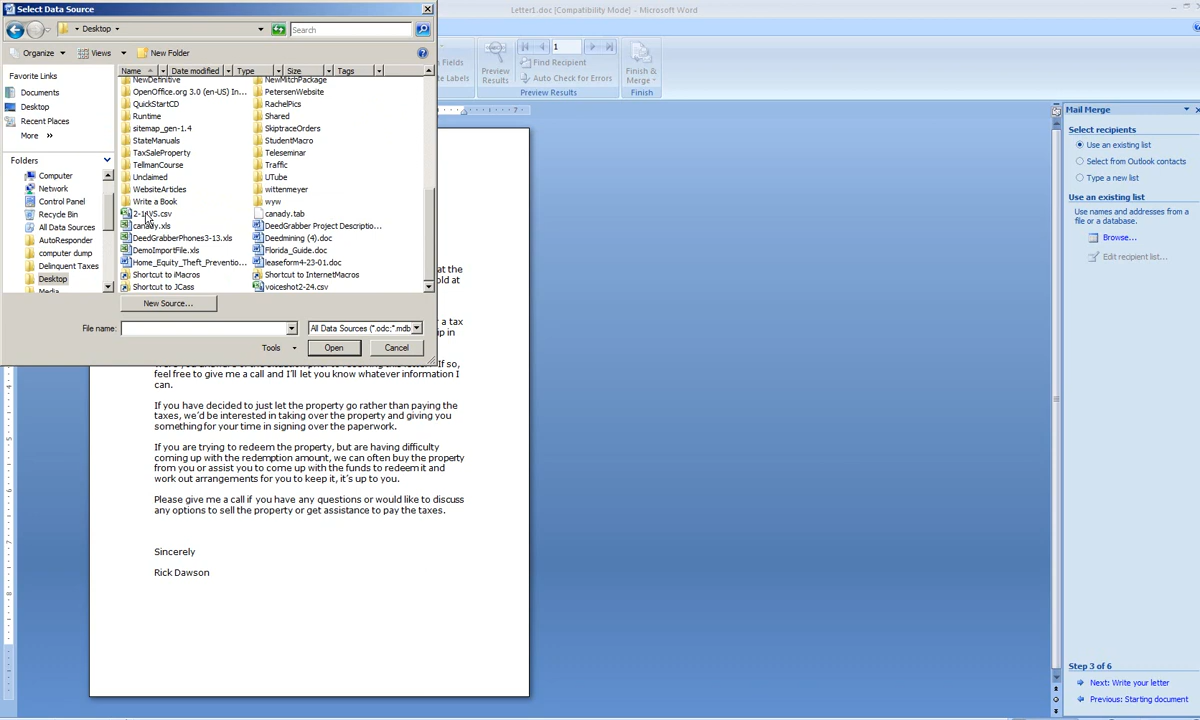 Select Data Source
Letter1.doc [Compatibility Mode] - Microsoft Word
Desktop
Search
Organize
Views
New Folder
Name
Date modified
Type
Size
Tags
Favorite Links
Documents
Desktop
Recent Places
More »
Folders
Computer
Network
Control Panel
Recycle Bin
All Data Sources
AutoResponder
computer dump
Delinquent Taxes
Desktop
Media
NewDefinitive
OpenOffice.org 3.0 (en-US) In...
QuickStartCD
Runtime
sitemap_gen-1.4
StateManuals
TaxSaleProperty
TellmanCourse
Unclaimed
WebsiteArticles
Write a Book
canady.xls
DeedGrabberPhones3-13.xls
DemoImportFile.xls
Home_Equity_Theft_Preventio...
Shortcut to iMacros
Shortcut to JCass
NewMitchPackage
PetersenWebsite
RachelPics
Shared
SkiptraceOrders
StudentMacro
Teleseminar
Traffic
UTube
wittenmeyer
wyw
canady.tab
DeedGrabber Project Descriptio...
Deedmining (4).doc
Florida_Guide.doc
leaseform4-23-01.doc
Shortcut to InternetMacros
voiceshot2-24.csv
New Source...
File name:
All Data Sources (*.odc;*.mdb
Tools
Open
Cancel
Fields
Labels
Preview
Results
1
Find Recipient
Auto Check for Errors
Preview Results
Finish &
Merge
Finish
at the
old at
r a tax
ip in
If so,
feel free to give me a call and I'll let you know whatever information I
can.
If you have decided to just let the property go rather than paying the
taxes, we'd be interested in taking over the property and giving you
something for your time in signing over the paperwork.
If you are trying to redeem the property, but are having difficulty
coming up with the redemption amount, we can often buy the property
from you or assist you to come up with the funds to redeem it and
work out arrangements for you to keep it, it's up to you.
Please give me a call if you have any questions or would like to discuss
any options to sell the property or get assistance to pay the taxes.
Sincerely
Rick Dawson
Mail Merge
Select recipients
Use an existing list
Select from Outlook contacts
Type a new list
Use an existing list
Use names and addresses from a
file or a database.
Browse...
Edit recipient list...
Step 3 of 6
Next: Write your letter
Previous: Starting document